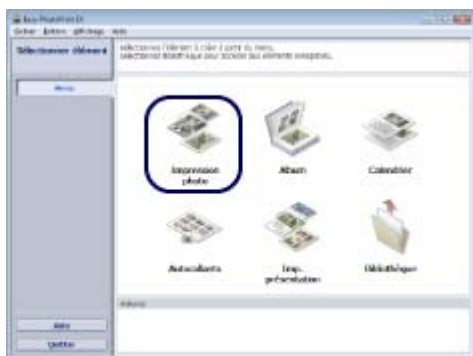 Easy-PhotoPrint EX
Fichier Edition Affichage Aide
Sélectionner élément
Sélectionnez l'élément à créer à partir du menu.
Sélectionnez Bibliothèque pour accéder aux éléments enregistrés.
Menu
Impression
photo
Album
Calendrier
Autocollants
Imp.
présentation
Bibliothèque
Aide
Quitter